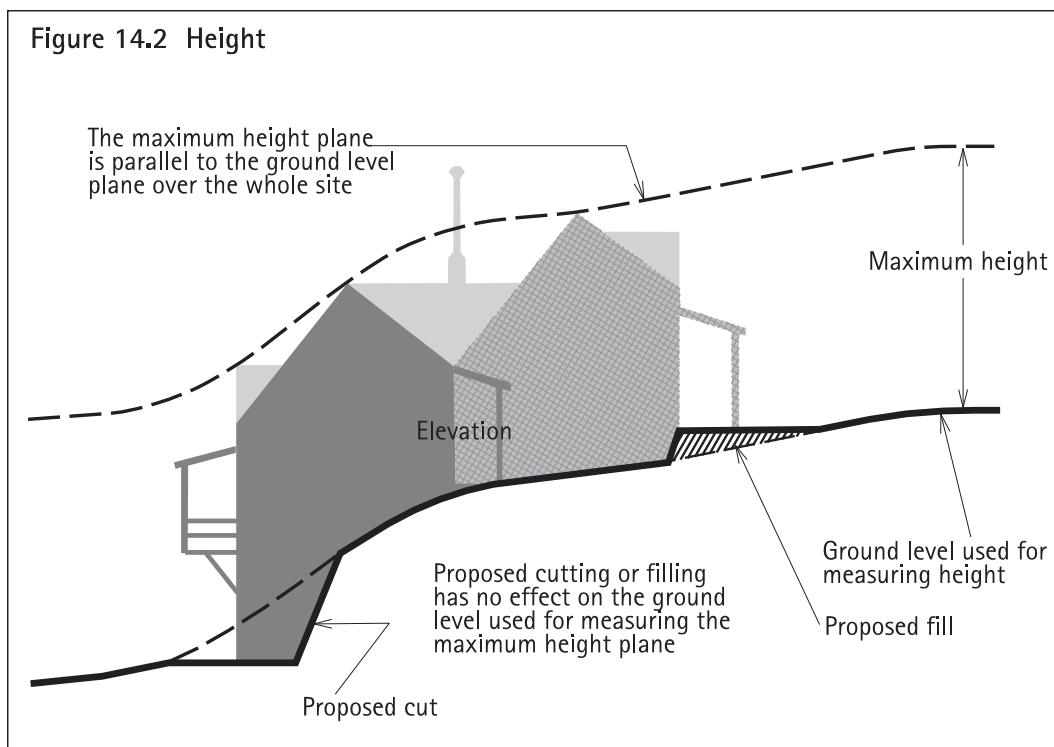 Figure 14.2 Height
The maximum height plane
is parallel to the ground level
plane over the whole site
Maximum height
Elevation
Ground level used for
measuring height
Proposed cutting or filling
has no effect on the ground
level used for measuring the
maximum height plane
Proposed fill
Proposed cut